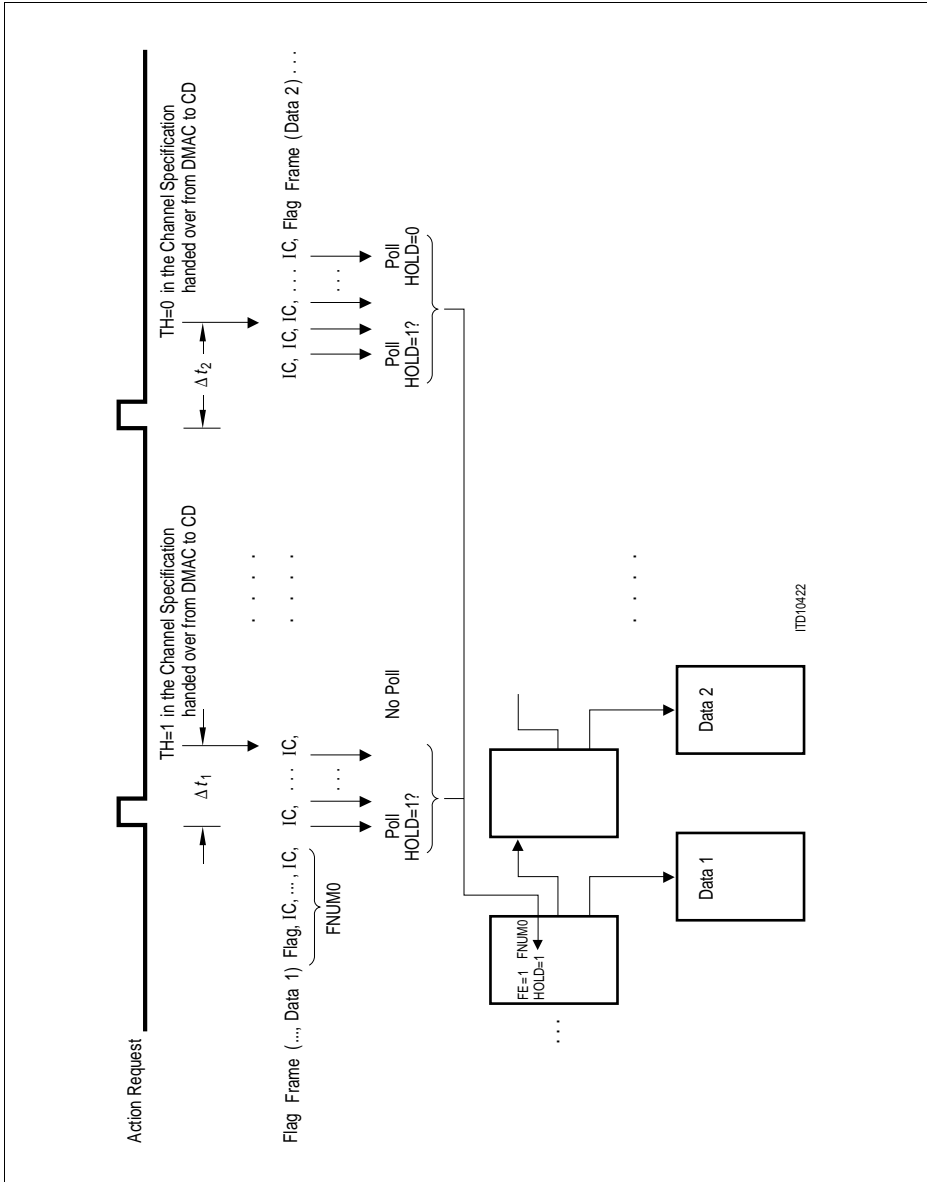 Action Request
TH=1 in the Channel Specification
handed over from DMAC to CD
TH=0 in the Channel Specification
handed over from DMAC to CD
Δt1
Δt2
Flag Frame (..., Data 1) Flag, IC, ..., IC, IC, ... IC, . . . . IC, IC, IC, ... IC, Flag Frame (Data 2) . . .
. . . .
FNUM0
. . .
. . .
Poll
HOLD=1?
No Poll
Poll
HOLD=1?
Poll
HOLD=0
. . .
FE=1 FNUM0
HOLD=1
. . . .
Data 1
Data 2
ITD10422